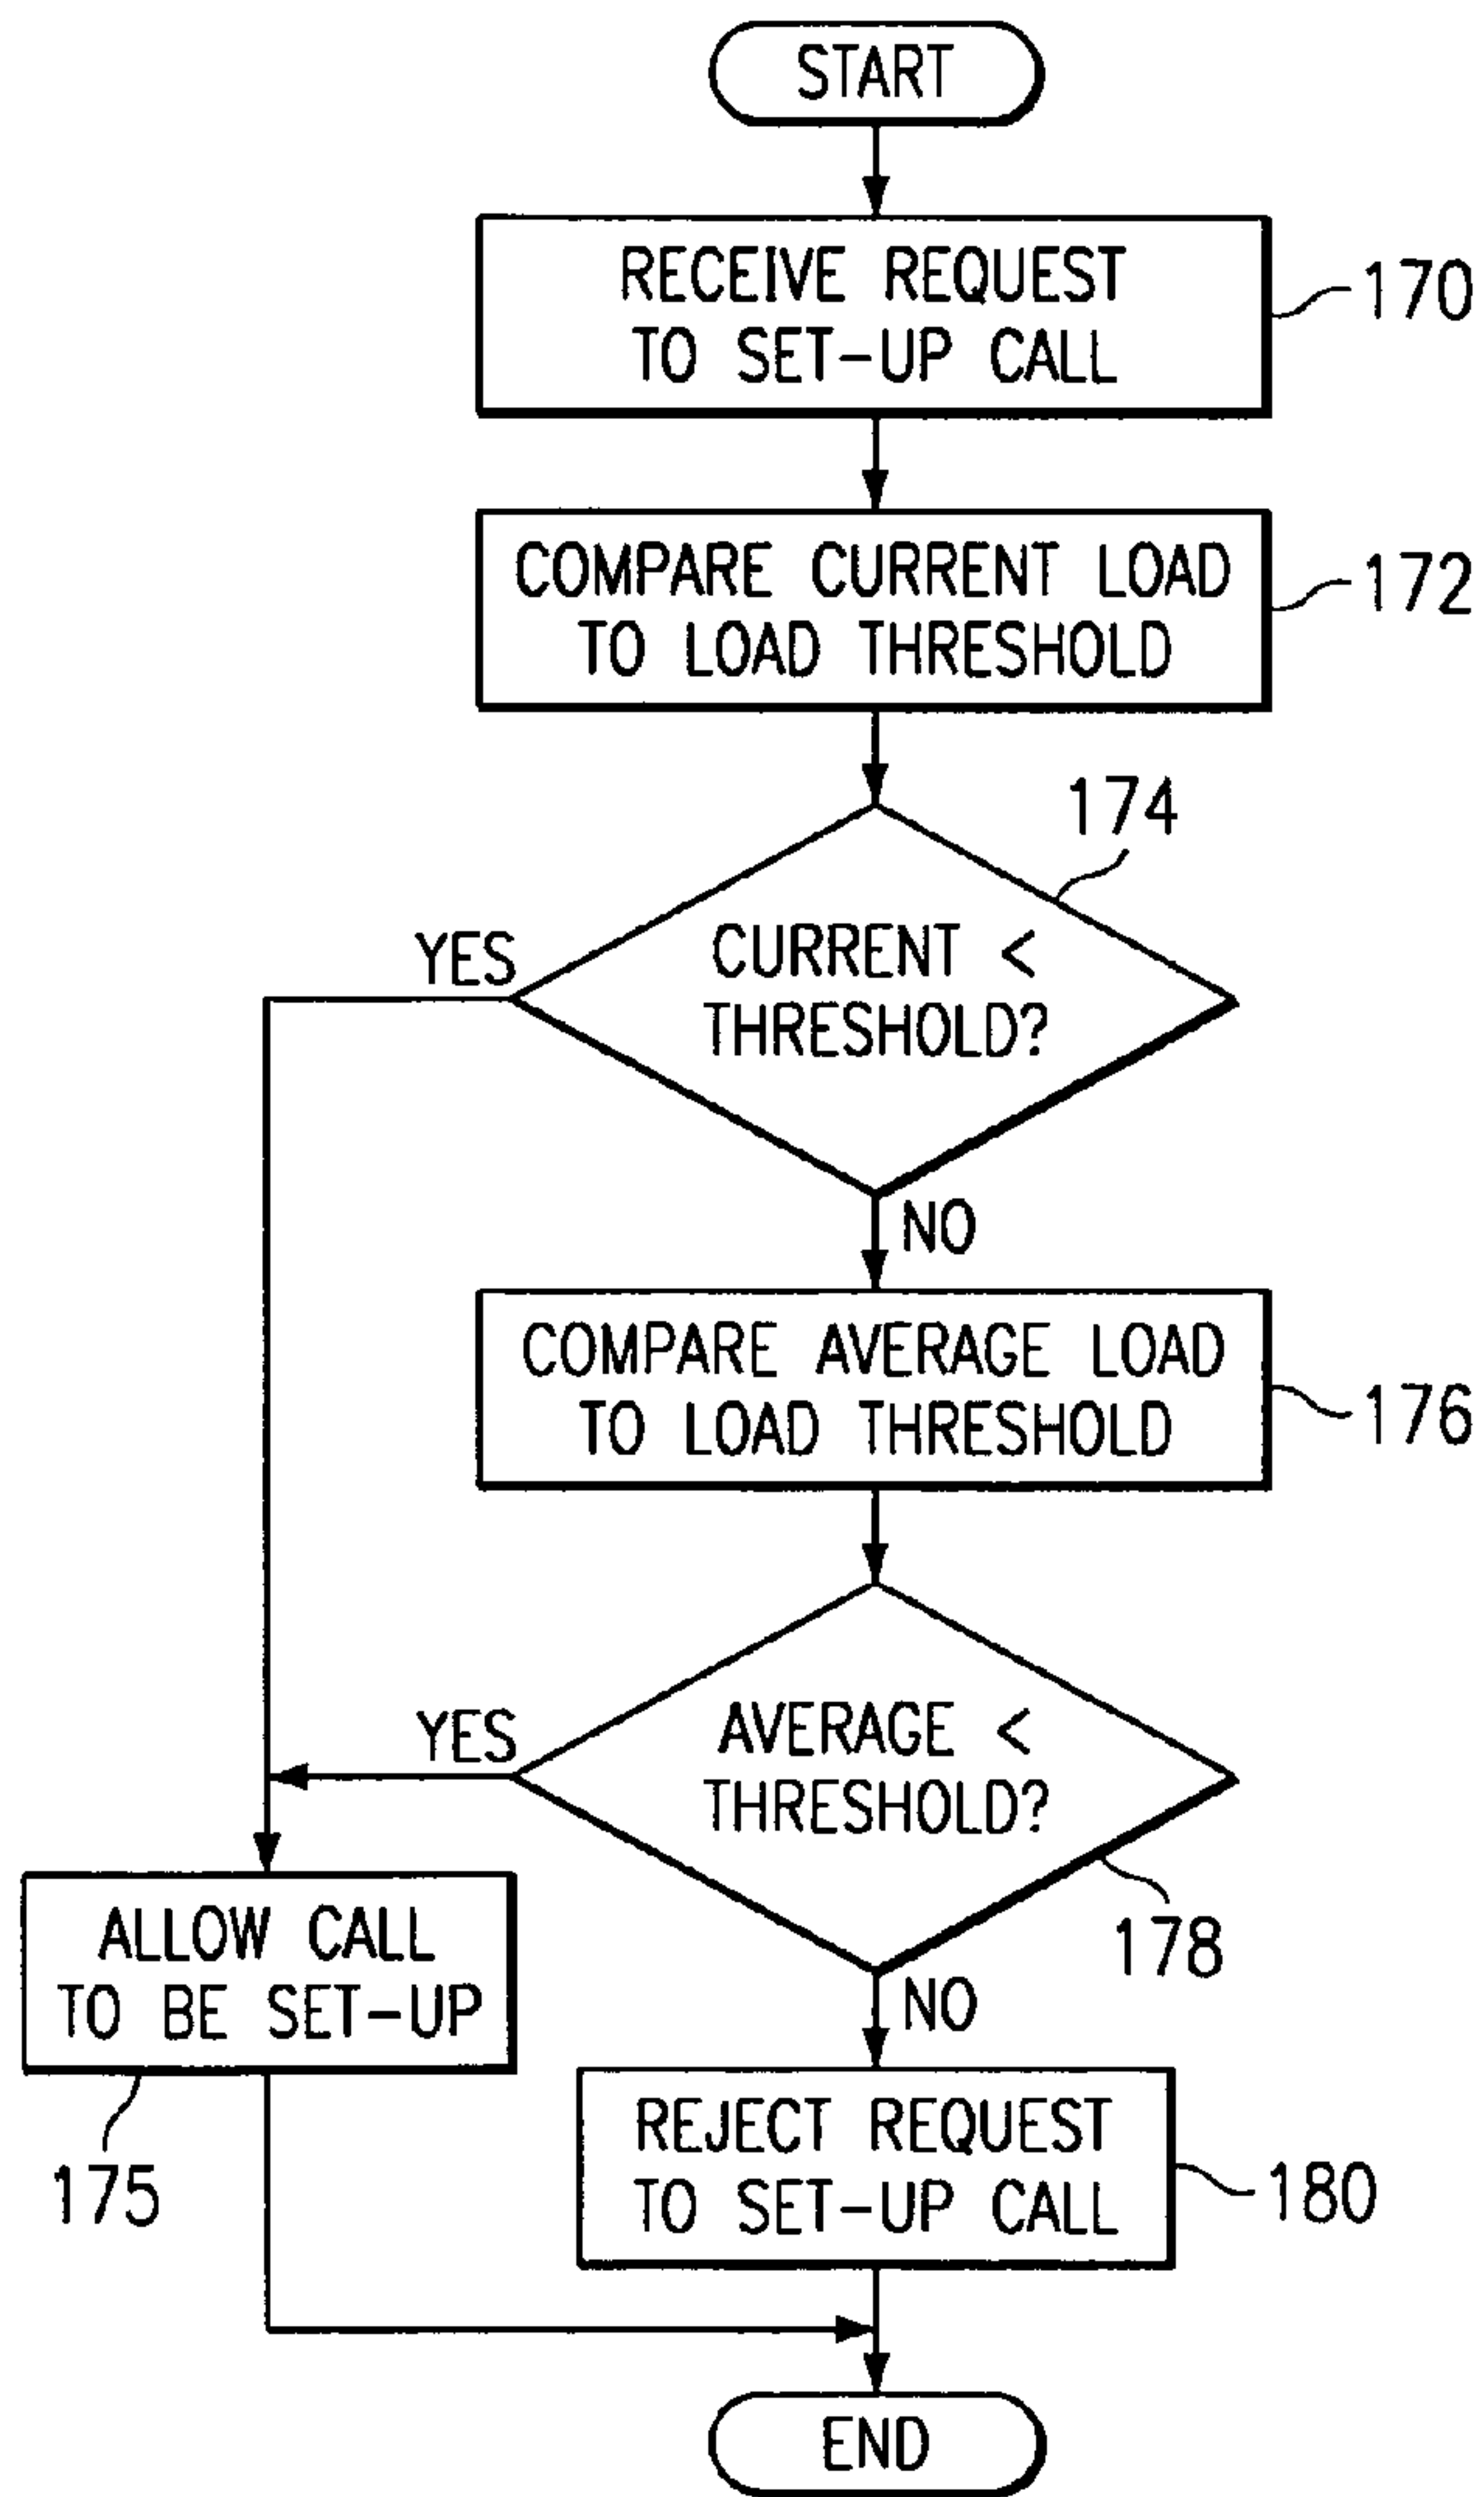 START
RECEIVE REQUEST
TO SET-UP CALL
170
COMPARE CURRENT LOAD
TO LOAD THRESHOLD
172
174
CURRENT <
THRESHOLD?
YES
NO
COMPARE AVERAGE LOAD
TO LOAD THRESHOLD
176
AVERAGE <
THRESHOLD?
YES
178
NO
ALLOW CALL
TO BE SET-UP
175
REJECT REQUEST
TO SET-UP CALL
180
END